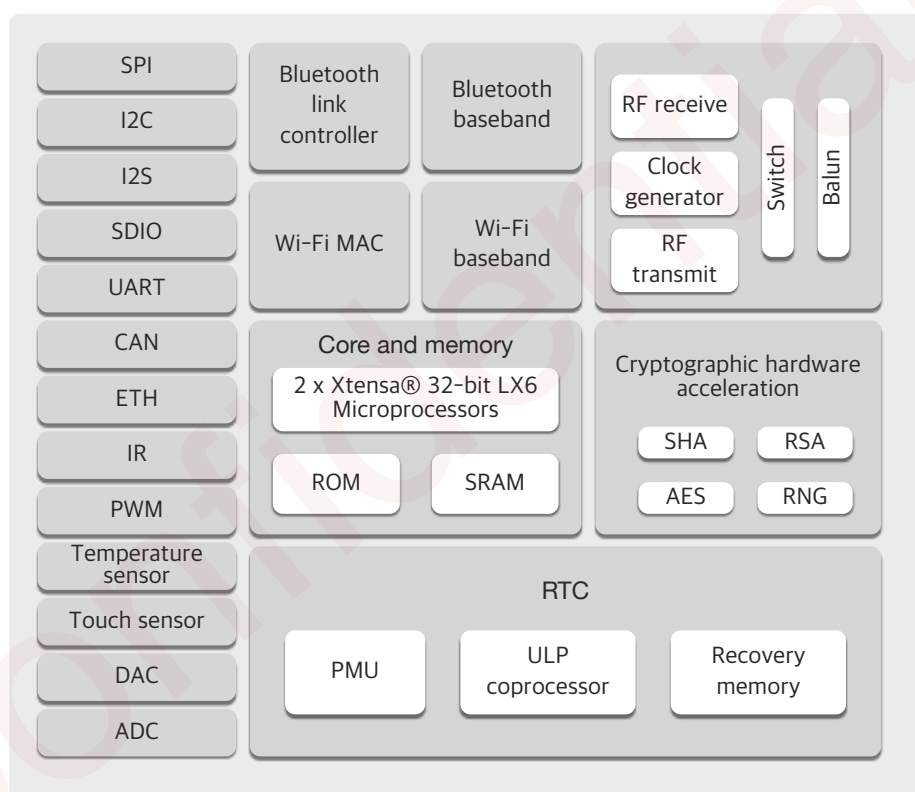 SPI
I2C
I2S
SDIO
UART
CAN
ETH
IR
PWM
Temperature
sensor
Touch sensor
DAC
ADC
Bluetooth
link
controller
Bluetooth
baseband
Wi-Fi MAC
Wi-Fi
baseband
RF receive
Clock
generator
RF
transmit
Switch
Balun
Core and memory
2 x Xtensa® 32-bit LX6
Microprocessors
ROM
SRAM
Cryptographic hardware
acceleration
SHA
RSA
AES
RNG
RTC
PMU
ULP
coprocessor
Recovery
memory
onfidentia